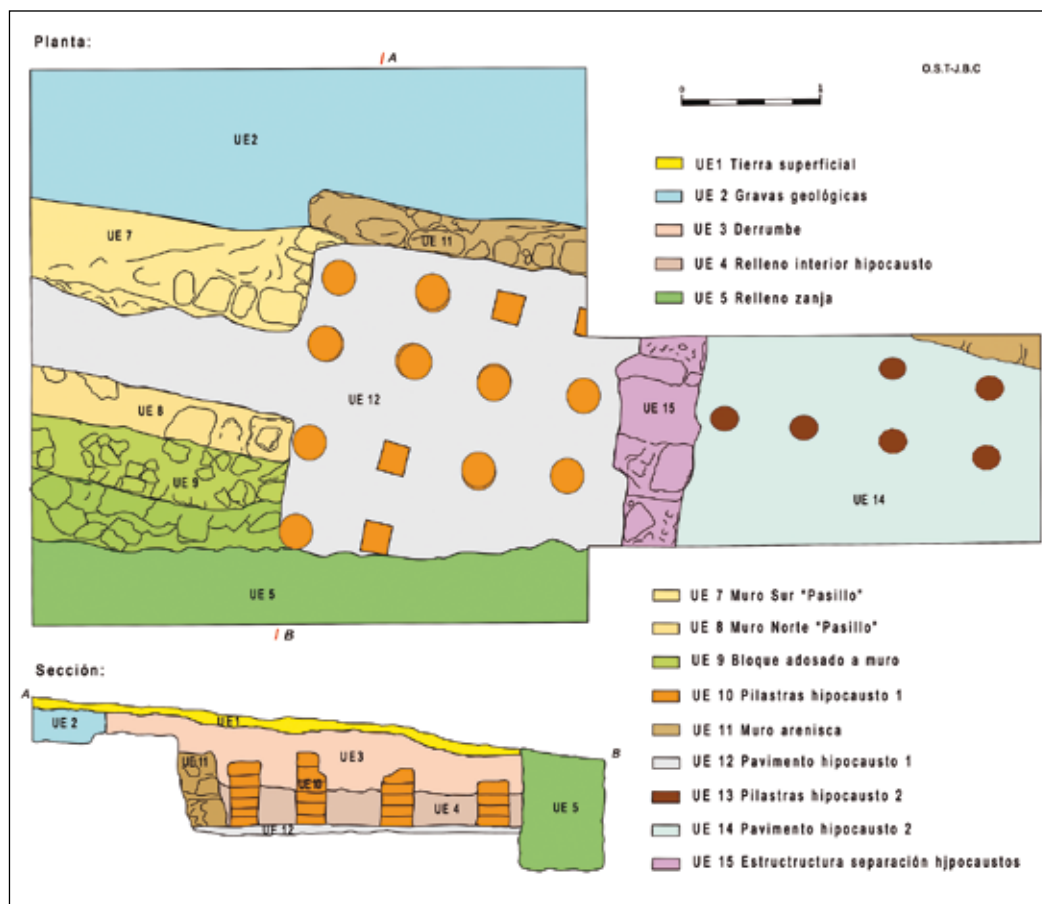 Planta:
A
O.S.T-J.B.C
0 1
UE2
UE1 Tierra superficial
UE 2 Gravas geológicas
UE 3 Derrumbe
UE 4 Relleno interior hipocausto
UE 5 Relleno zanja
UE 7
UE 11
UE 12
UE 15
UE 8
UE 9
UE 14
UE 5
B
UE 7 Muro Sur "Pasillo"
UE 8 Muro Norte "Pasillo"
UE 9 Bloque adosado a muro
UE 10 Pilastras hipocausto 1
UE 11 Muro arenisca
UE 12 Pavimento hipocausto 1
UE 13 Pilastras hipocausto 2
UE 14 Pavimento hipocausto 2
UE 15 Estructuctura separación hjpocaustos
Sección:
A
UE 2
UE1
UE3
B
UE11
UE10
UE 4
UE 5
UE 12